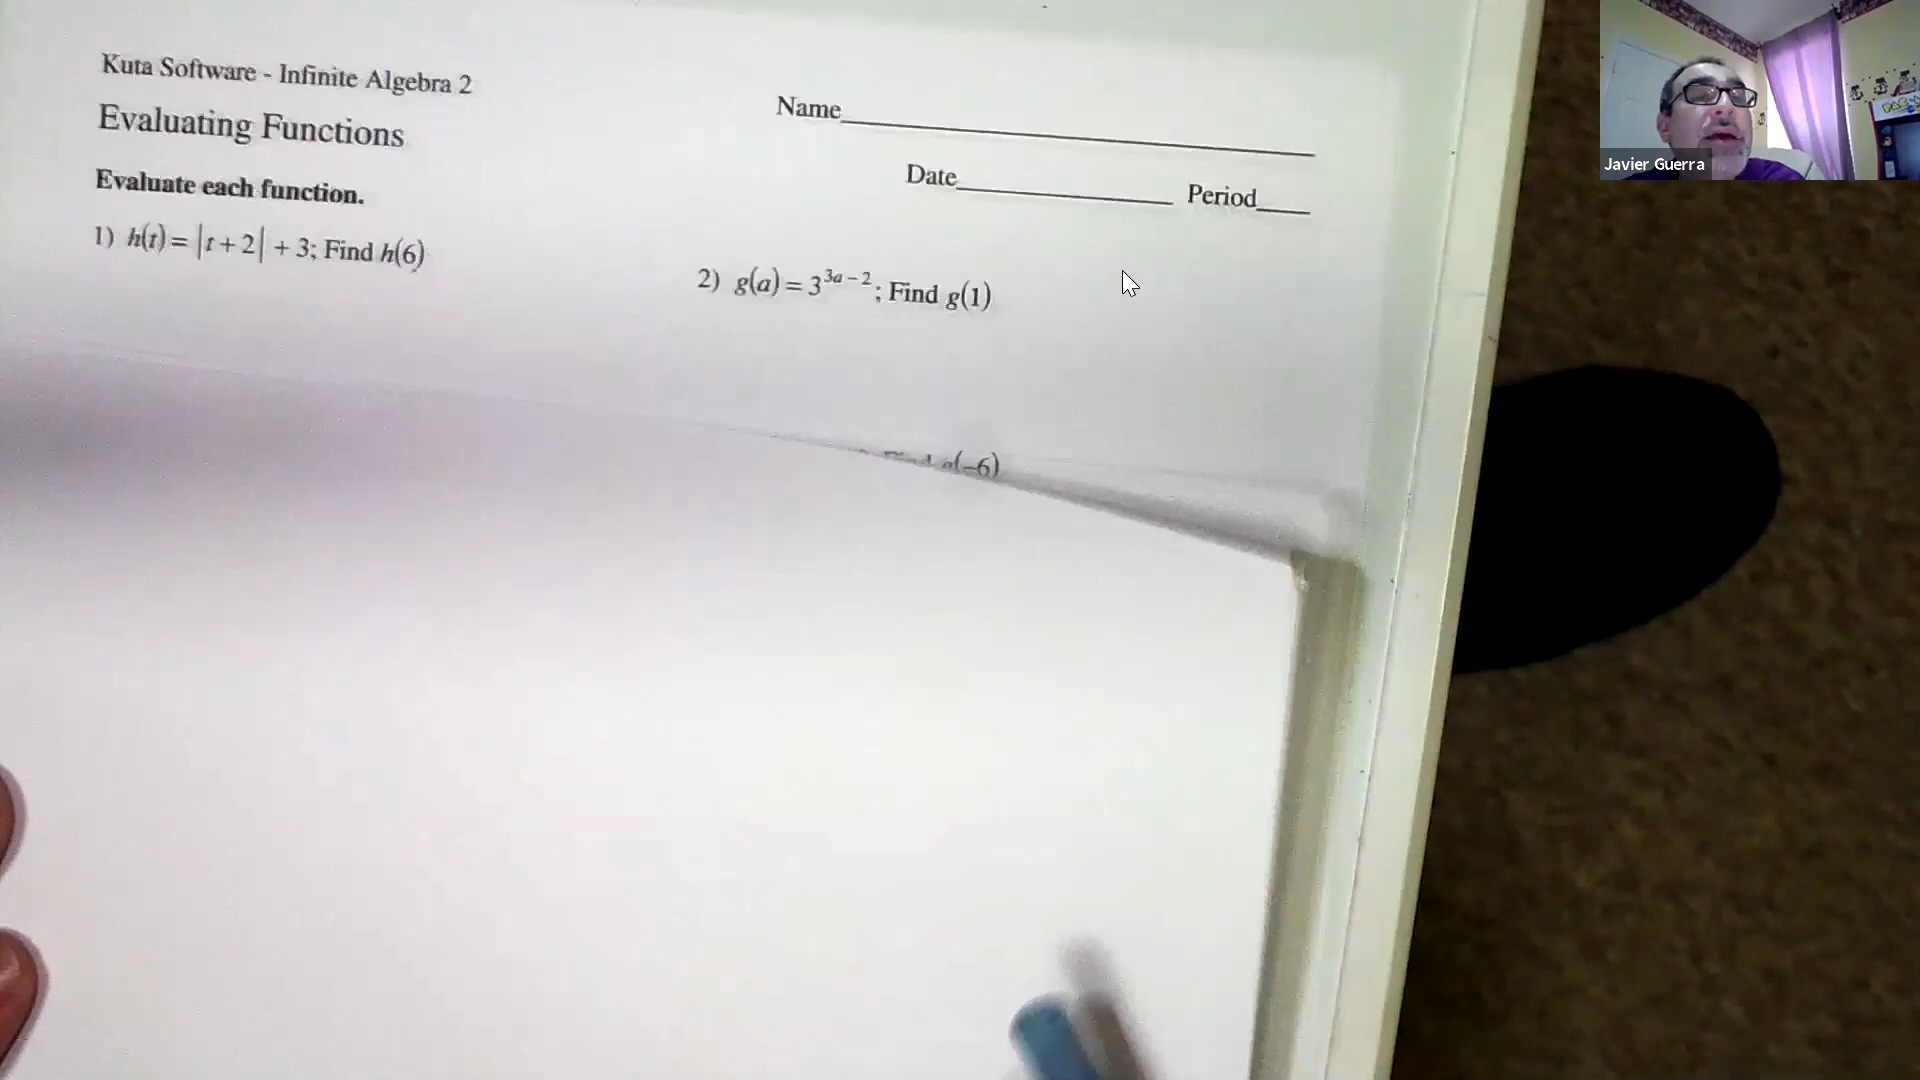 Kuta Software - Infinite Algebra 2
Evaluating Functions
Name
Date Period
Evaluate each function.
1) h(t) = |t + 2| + 3; Find h(6)
2) g(a) = 3^{3a − 2}; Find g(1)
(−6)
Javier Guerra